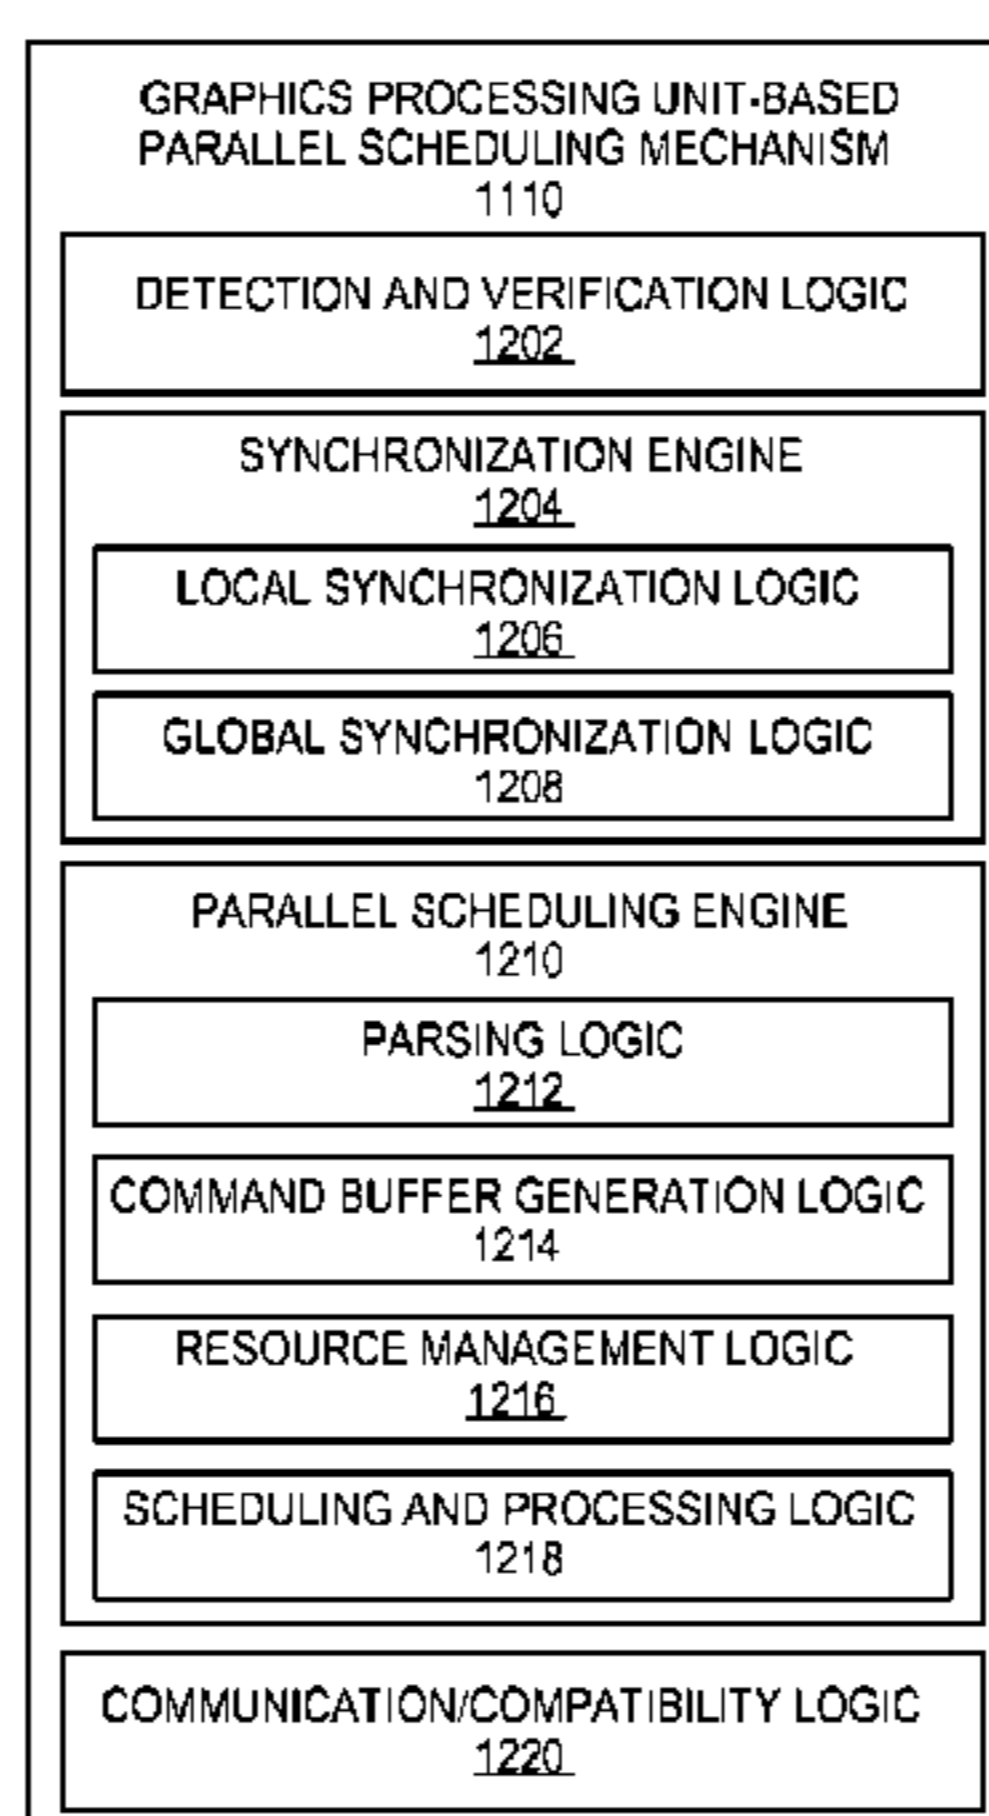 GRAPHICS PROCESSING UNIT-BASED
PARALLEL SCHEDULING MECHANISM
1110
DETECTION AND VERIFICATION LOGIC
1202
SYNCHRONIZATION ENGINE
1204
LOCAL SYNCHRONIZATION LOGIC
1206
GLOBAL SYNCHRONIZATION LOGIC
1208
PARALLEL SCHEDULING ENGINE
1210
PARSING LOGIC
1212
COMMAND BUFFER GENERATION LOGIC
1214
RESOURCE MANAGEMENT LOGIC
1216
SCHEDULING AND PROCESSING LOGIC
1218
COMMUNICATION/COMPATIBILITY LOGIC
1220